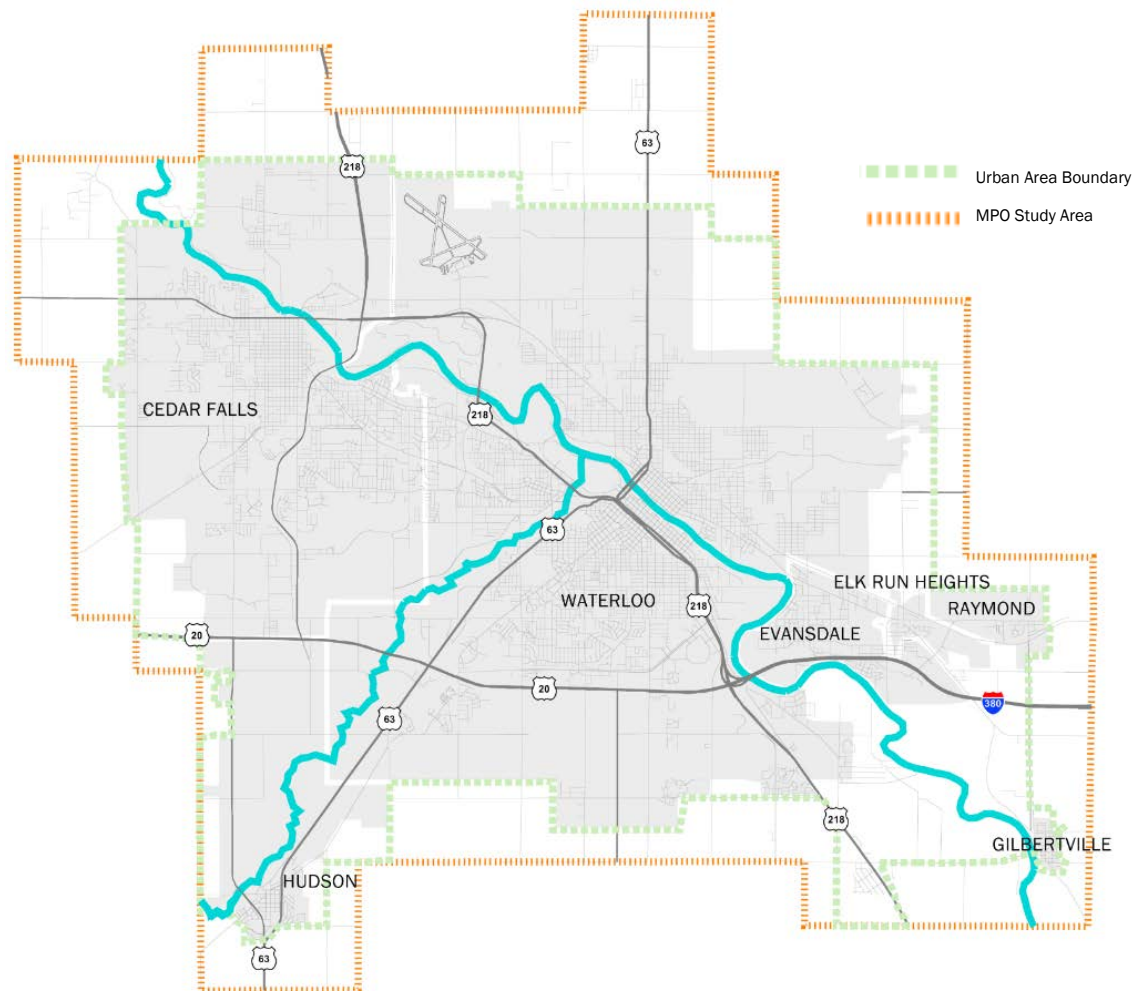 63
218
Urban Area Boundary
MPO Study Area
CEDAR FALLS
218
63
ELK RUN HEIGHTS
WATERLOO
218
RAYMOND
EVANSDALE
20
20
380
63
218
GILBERTVILLE
HUDSON
63